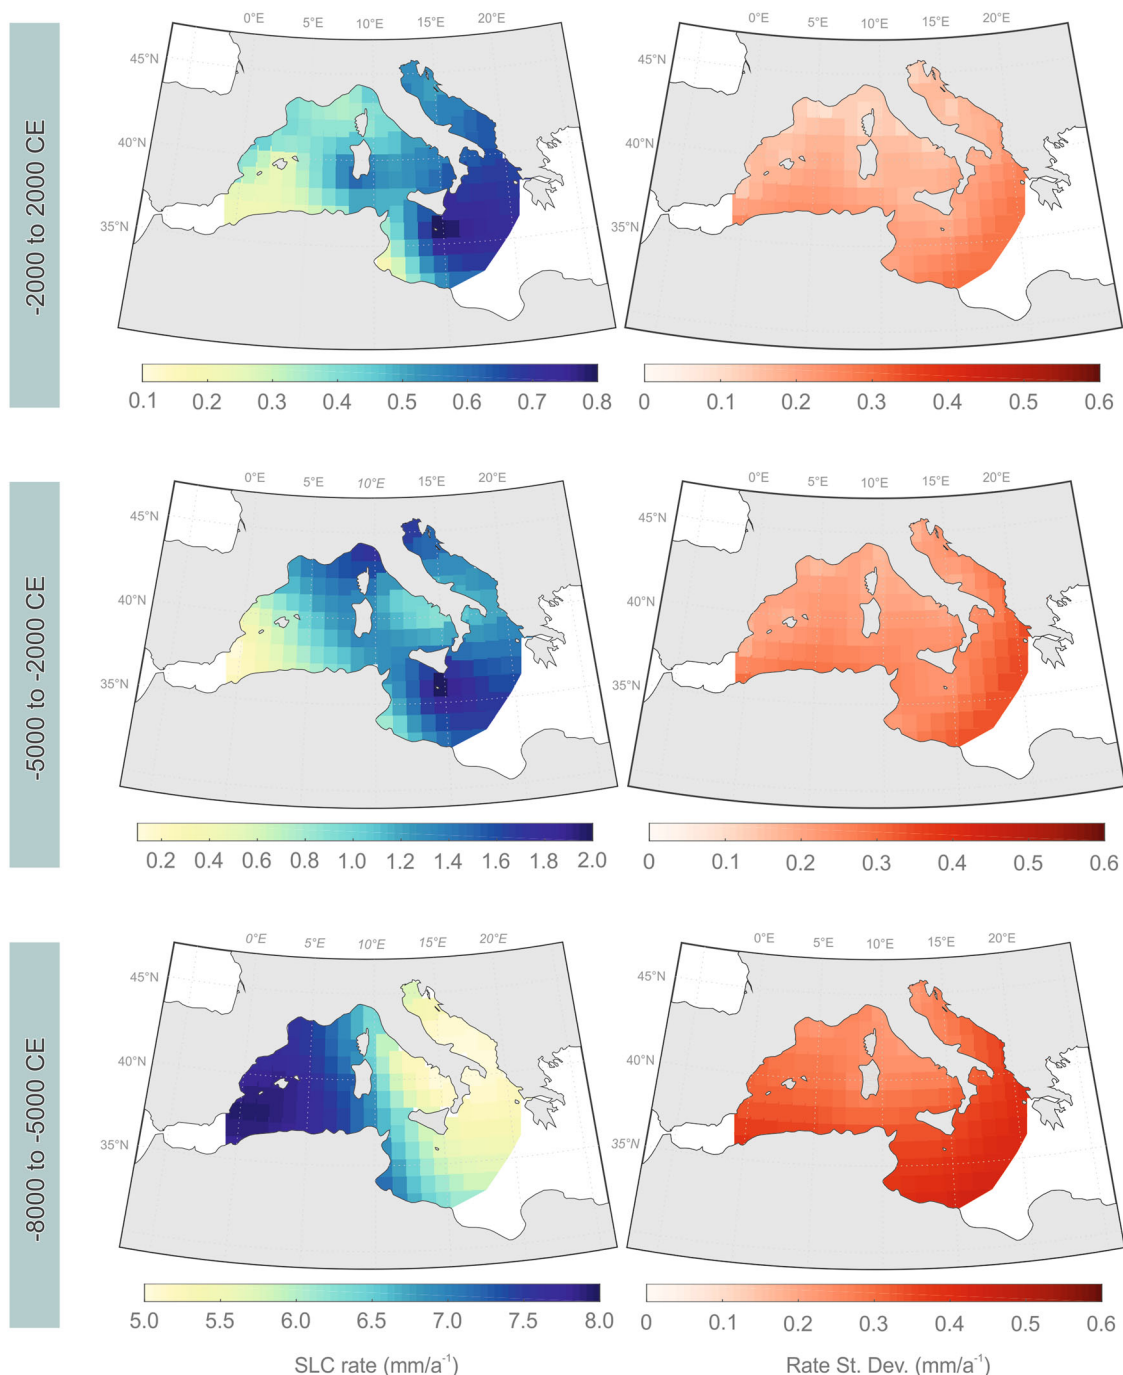 0°E 5°E 10°E 15°E 20°E
0°E 5°E 10°E 15°E 20°E
45°N
40°N
35°N
45°N
40°N
35°N
-2000 to 2000 CE
0.1 0.2 0.3 0.4 0.5 0.6 0.7 0.8
0 0.1 0.2 0.3 0.4 0.5 0.6
0°E 5°E 10°E 15°E 20°E
0°E 5°E 10°E 15°E 20°E
45°N
40°N
35°N
45°N
40°N
35°N
-5000 to -2000 CE
0.2 0.4 0.6 0.8 1.0 1.2 1.4 1.6 1.8 2.0
0 0.1 0.2 0.3 0.4 0.5 0.6
0°E 5°E 10°E 15°E 20°E
0°E 5°E 10°E 15°E 20°E
45°N
40°N
35°N
45°N
40°N
35°N
-8000 to -5000 CE
5.0 5.5 6.0 6.5 7.0 7.5 8.0
0 0.1 0.2 0.3 0.4 0.5 0.6
SLC rate (mm/a⁻¹)
Rate St. Dev. (mm/a⁻¹)